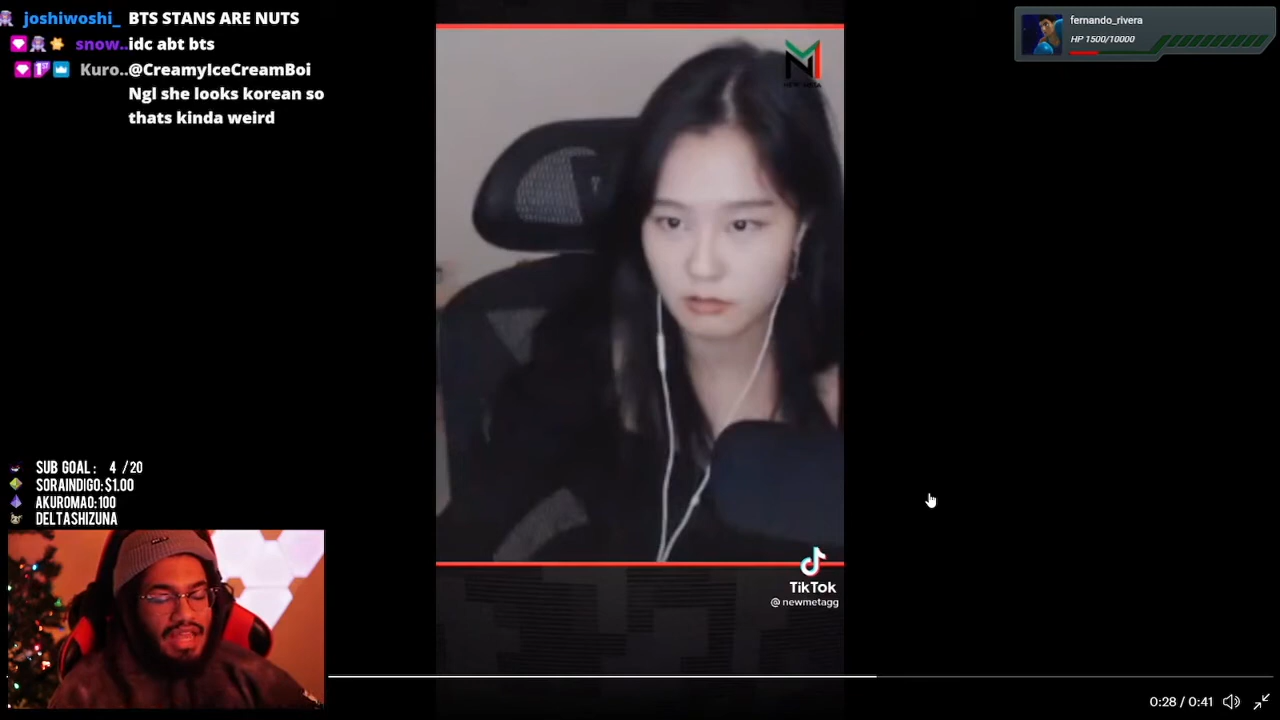 joshiwoshi_ BTS STANS ARE NUTS
snow..idc abt bts
Kuro..@CreamyIceCreamBoi
Ngl she looks korean so
thats kinda weird
fernando_rivera
HP 1500/10000
NEW META
SUB GOAL: 4 /20
SORAINDIGO:$1.00
AKUROMAO:100
DELTASHIZUNA
TikTok
@newmetagg
0:28 / 0:41